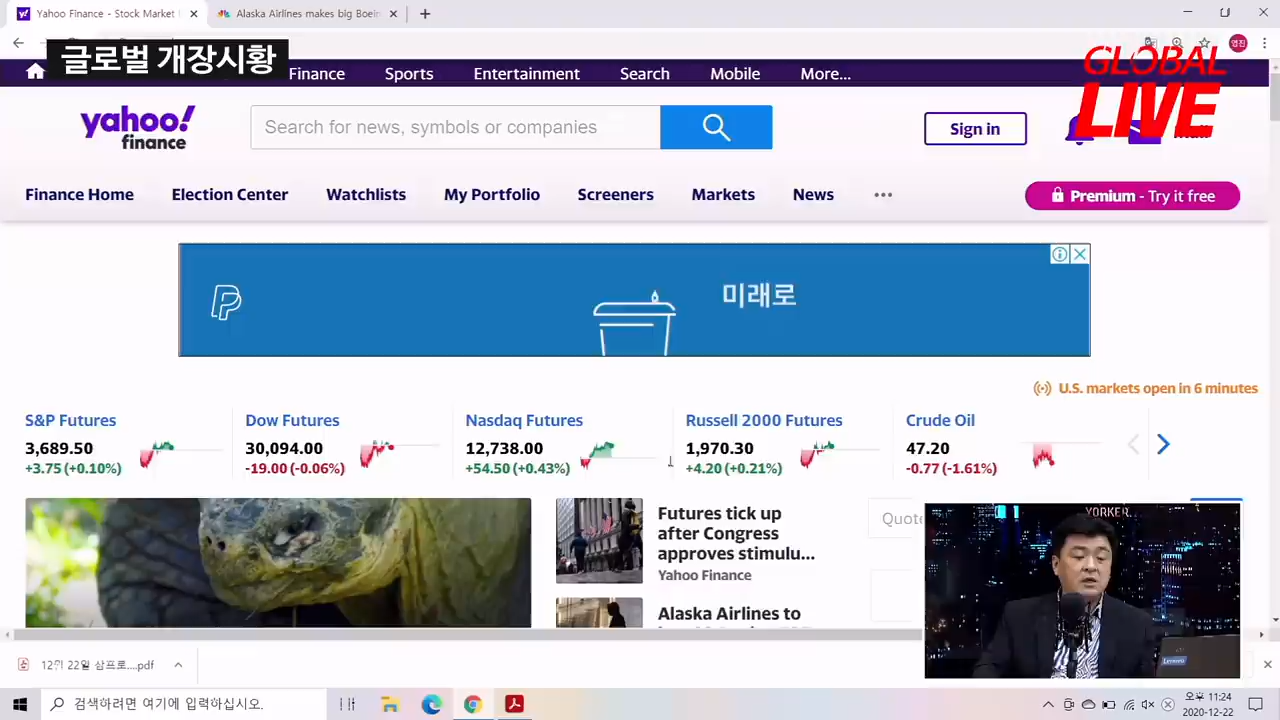 Yahoo Finance - Stock Market
Alaska Airlines makes big Boein
글로벌 개장시황
Finance
Sports
Entertainment
Search
Mobile
More...
영진
GLOBAL
LIVE
yahoo!
finance
Search for news, symbols or companies
Sign in
Mail
Finance Home
Election Center
Watchlists
My Portfolio
Screeners
Markets
News
Premium - Try it free
미래로
U.S. markets open in 6 minutes
S&P Futures
3,689.50
+3.75 (+0.10%)
Dow Futures
30,094.00
-19.00 (-0.06%)
Nasdaq Futures
12,738.00
+54.50 (+0.43%)
Russell 2000 Futures
1,970.30
+4.20 (+0.21%)
Crude Oil
47.20
-0.77 (-1.61%)
Futures tick up
after Congress
approves stimulu...
Yahoo Finance
Alaska Airlines to
Quote
YORKER
Lenovo
12월 22일 삼프로....pdf
검색하려면 여기에 입력하십시오.
오후 11:24
2020-12-22